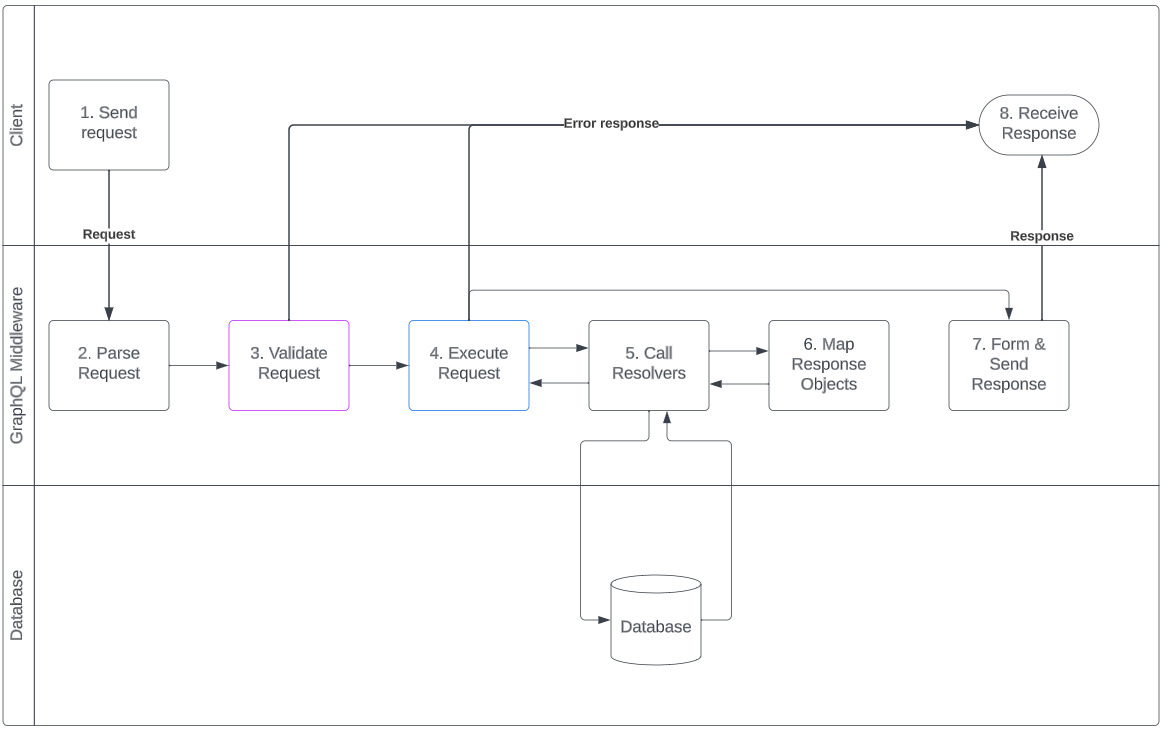 Client
1. Send
request
Error response
8. Receive
Response
Request
Response
GraphQL Middleware
2. Parse
Request
3. Validate
Request
4. Execute
Request
5. Call
Resolvers
6. Map
Response
Objects
7. Form &
Send
Response
Database
Database